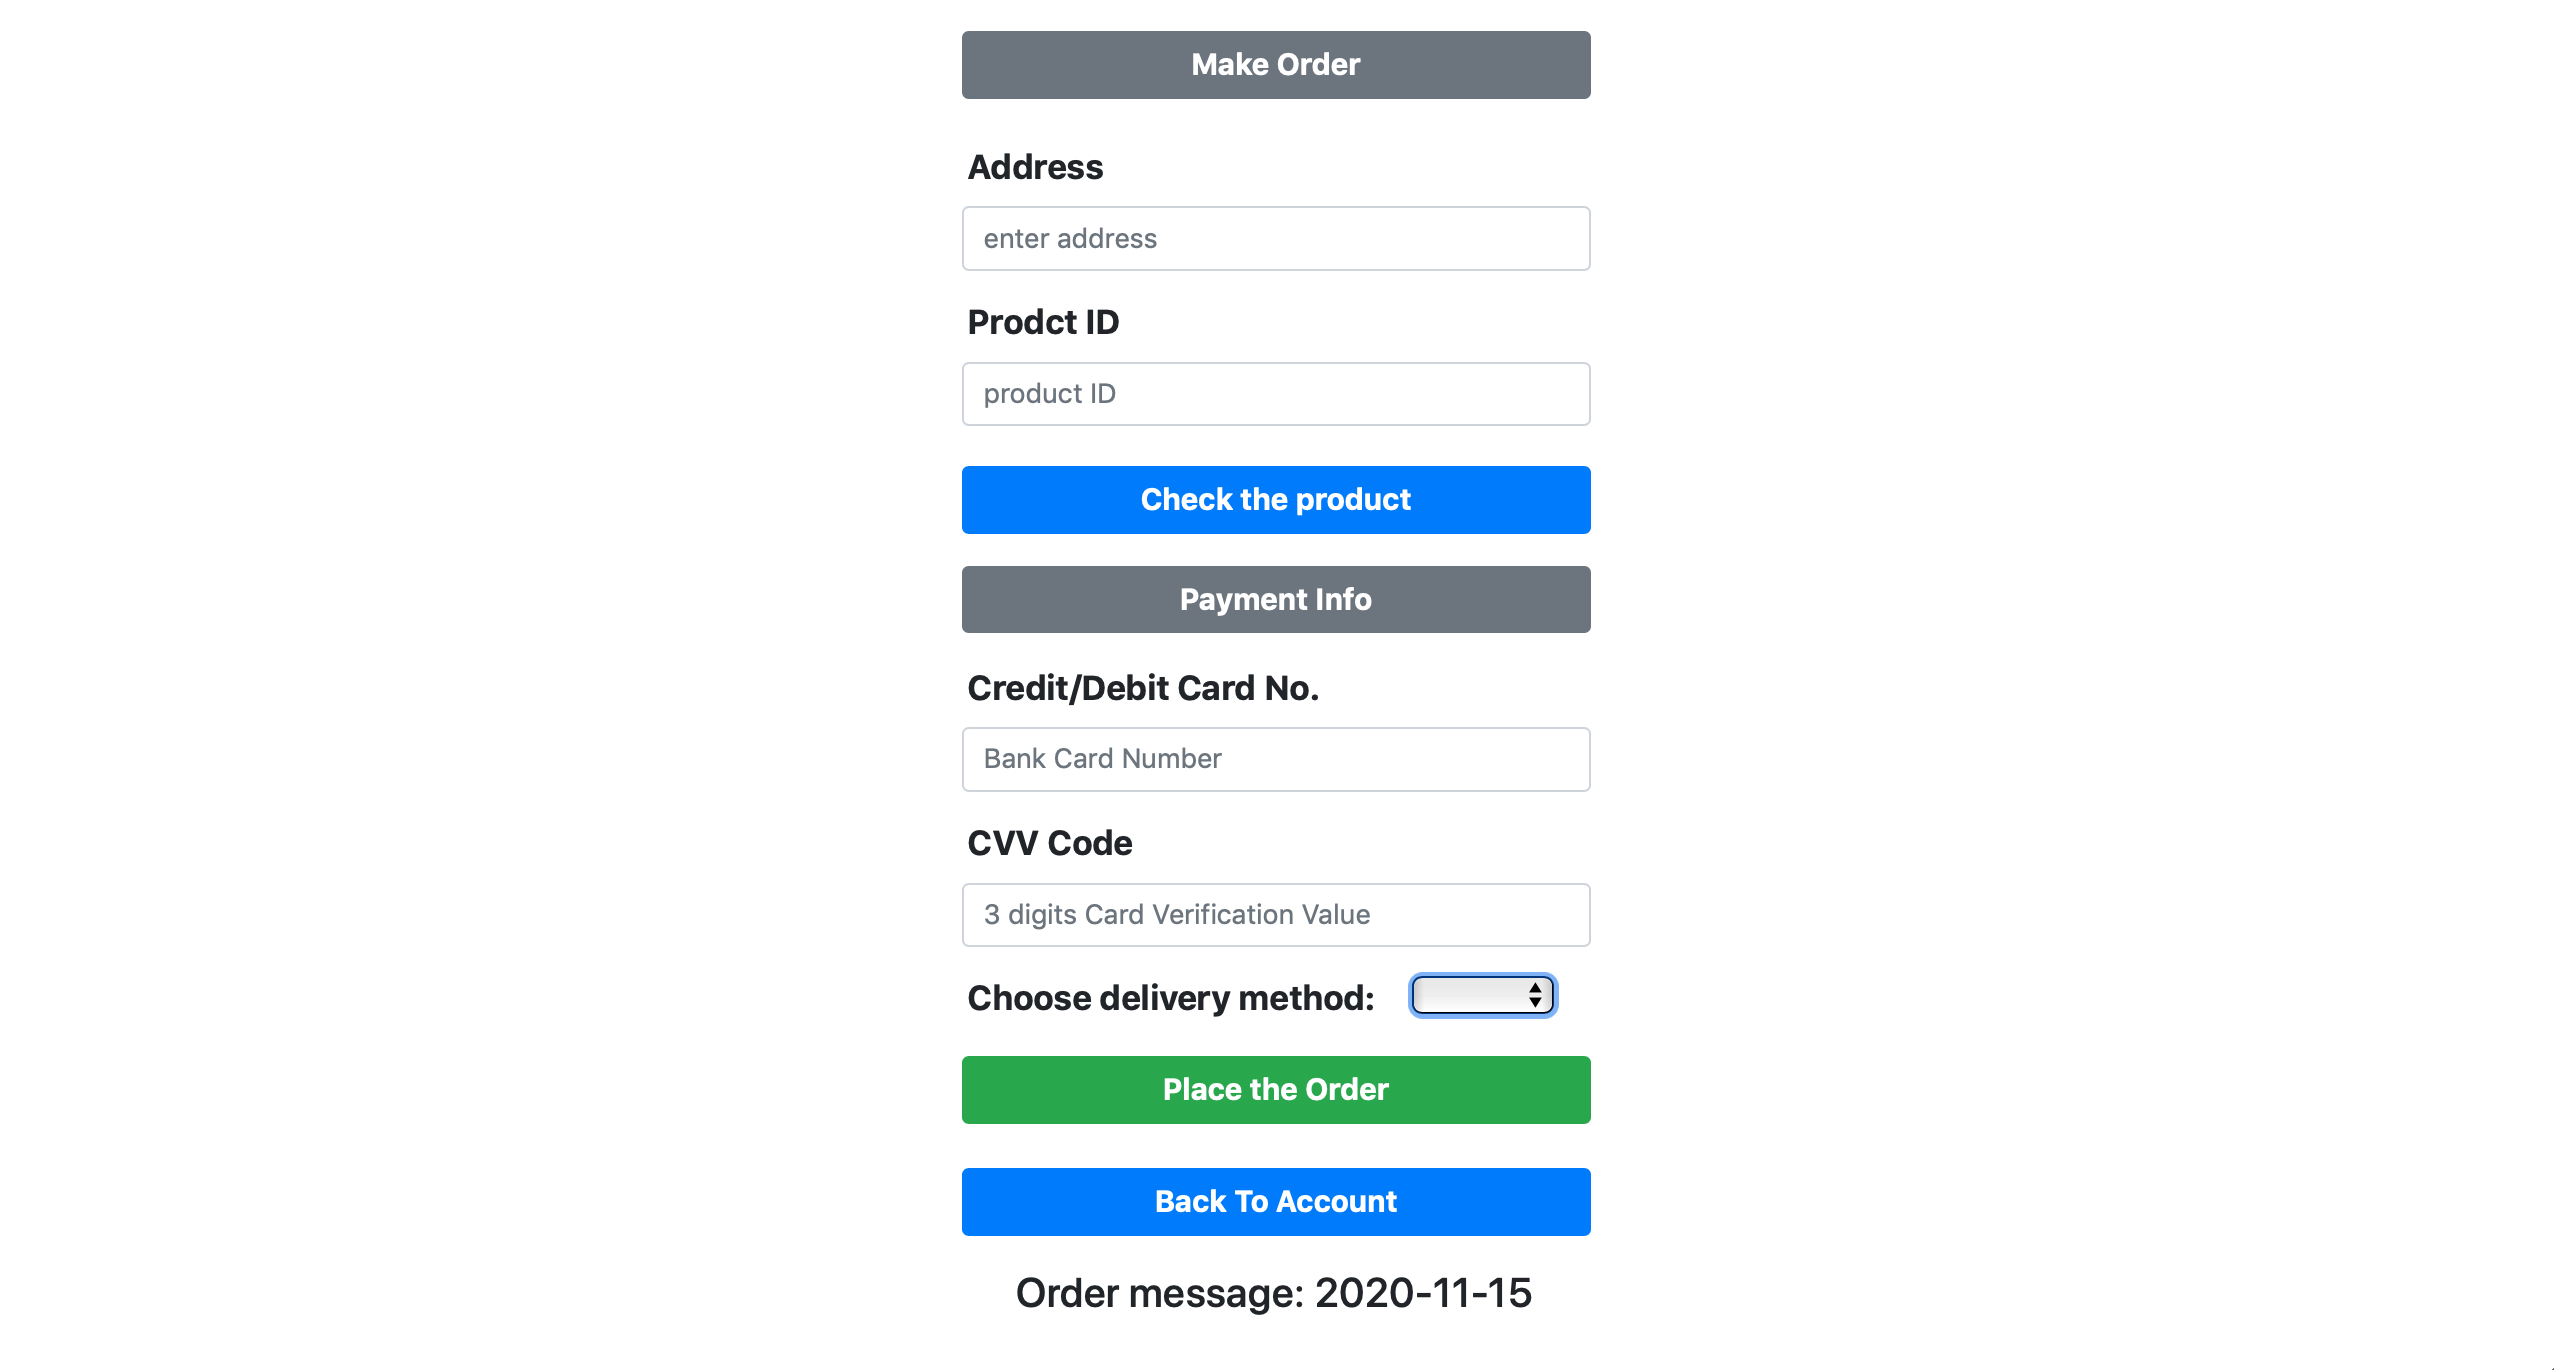 Make Order
Address
enter address
Prodct ID
product ID
Check the product
Payment Info
Credit/Debit Card No.
Bank Card Number
CVV Code
3 digits Card Verification Value
Choose delivery method:
Place the Order
Back To Account
Order message: 2020-11-15